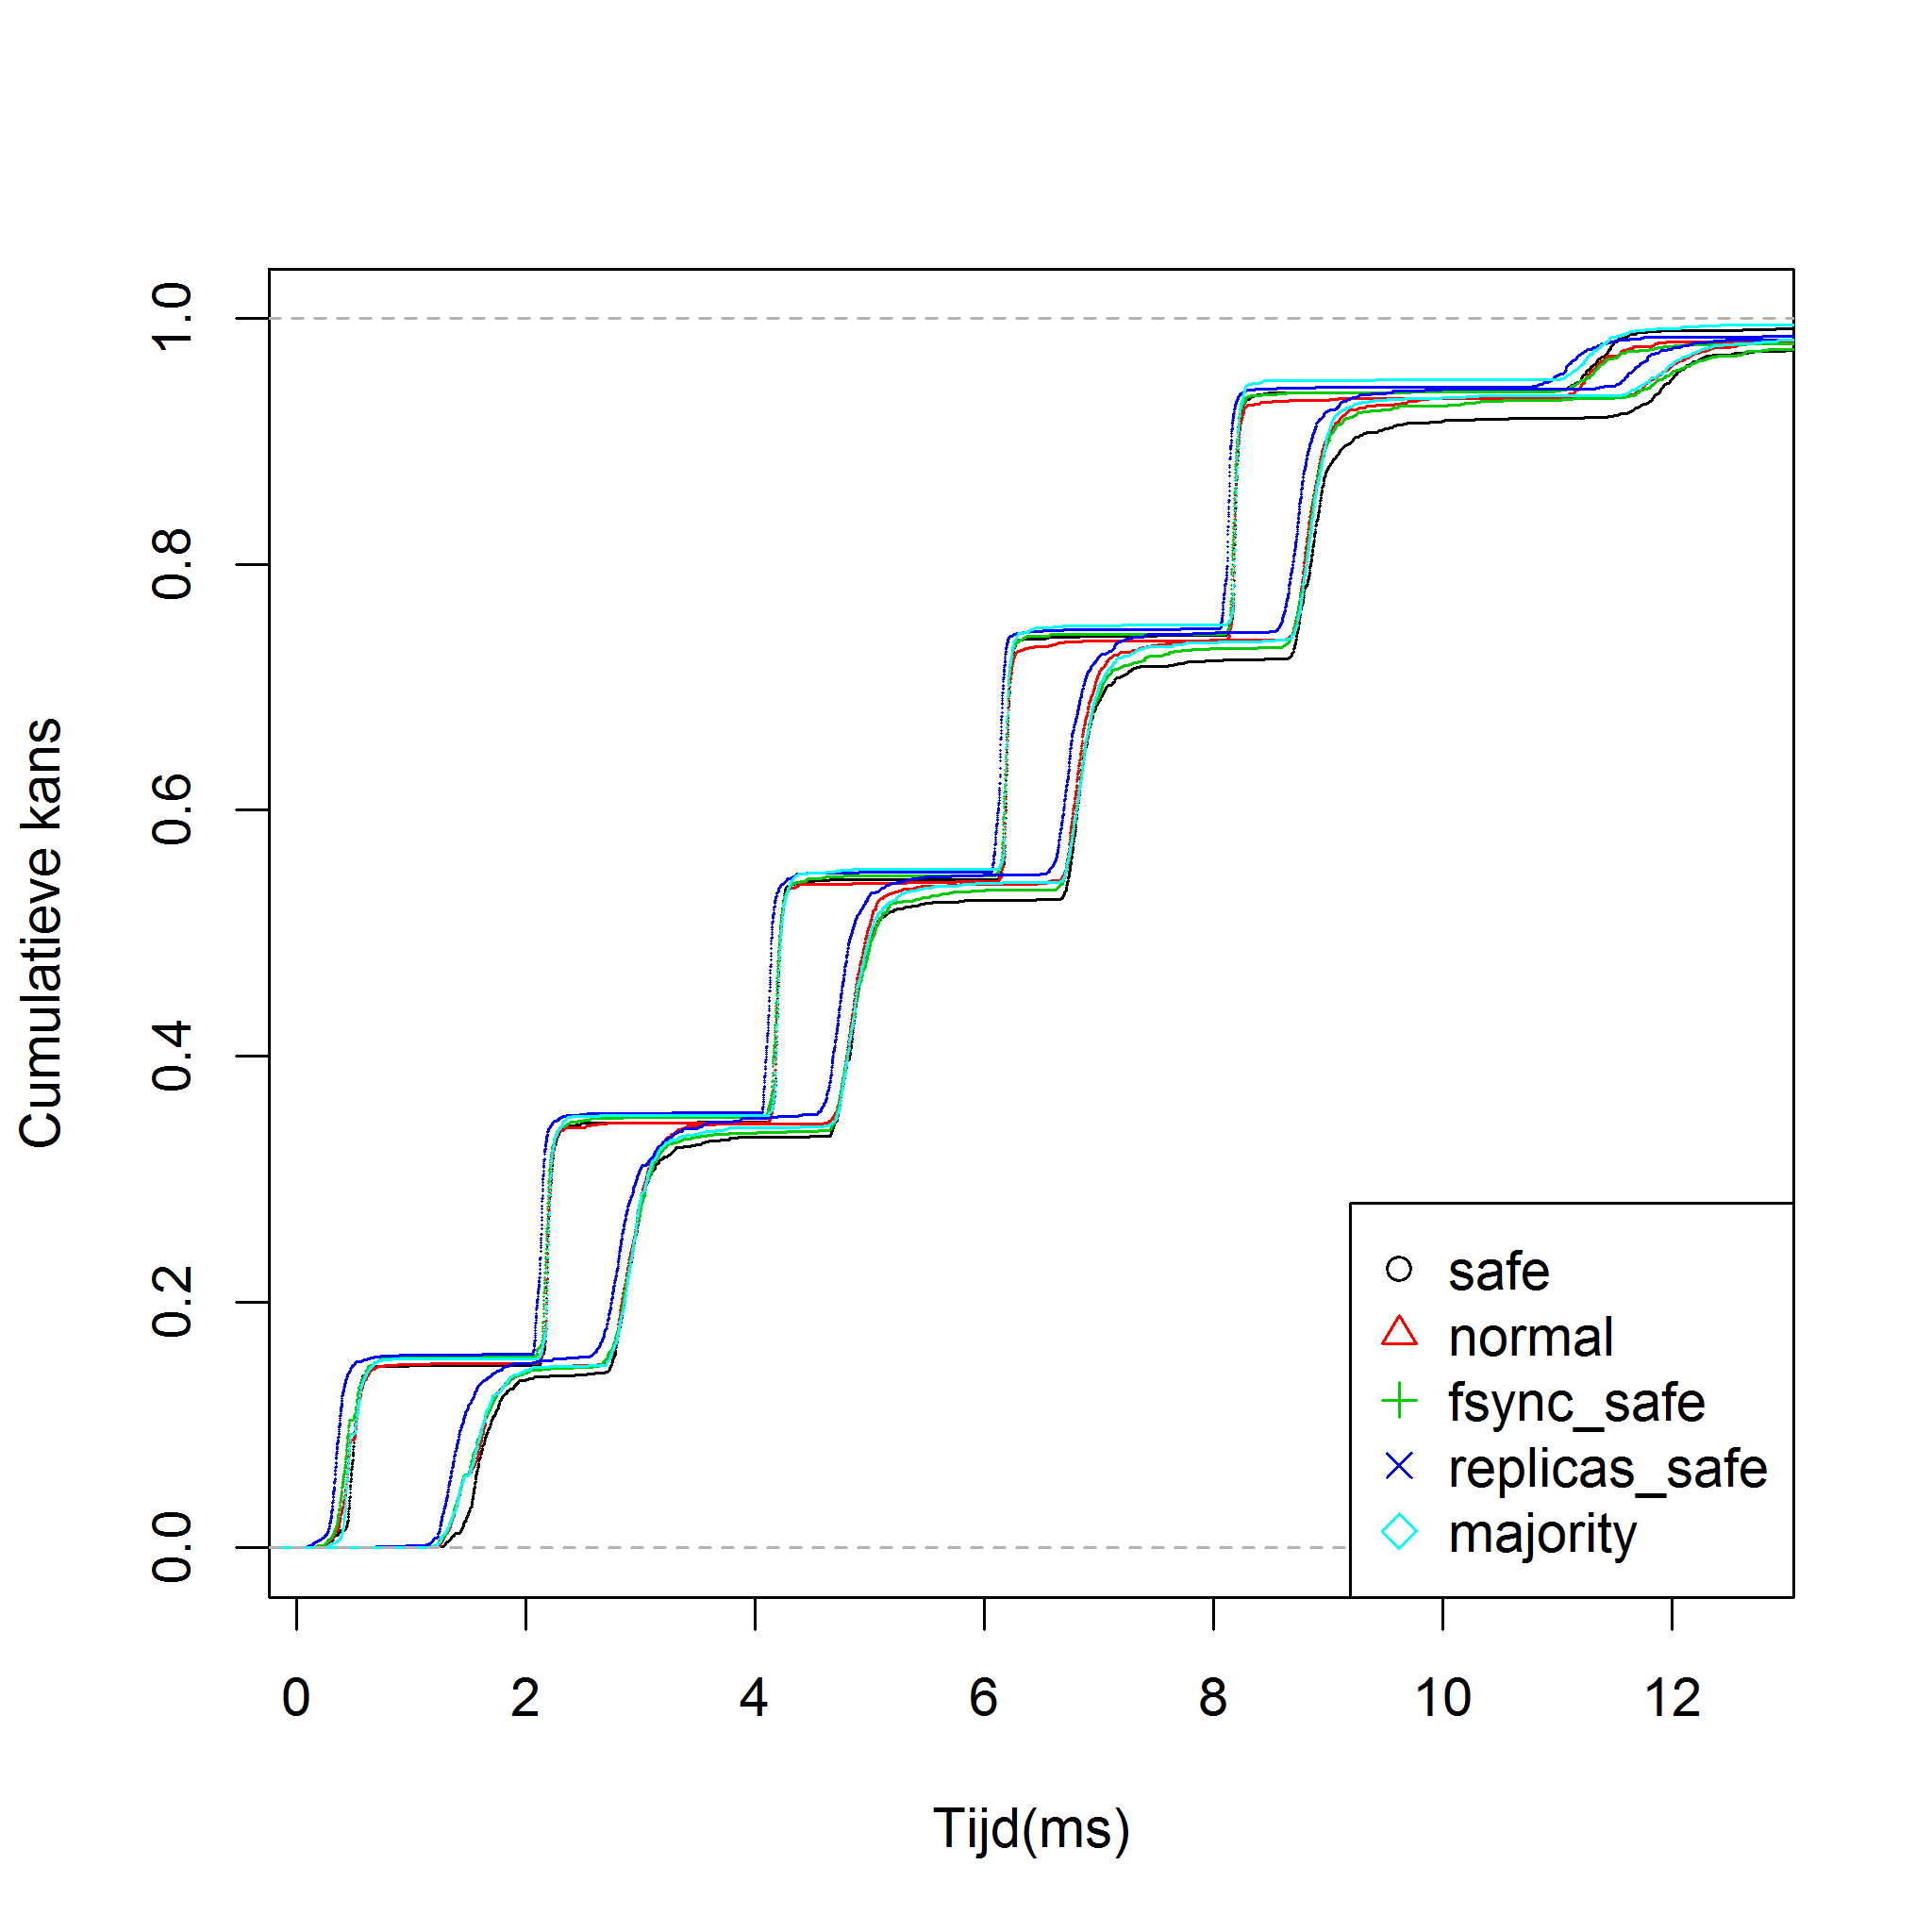 Cumulatieve kans
1.0
0.8
0.6
0.4
0.2
0.0
safe
normal
fsync_safe
replicas_safe
majority
0 2 4 6 8 10 12
Tijd(ms)